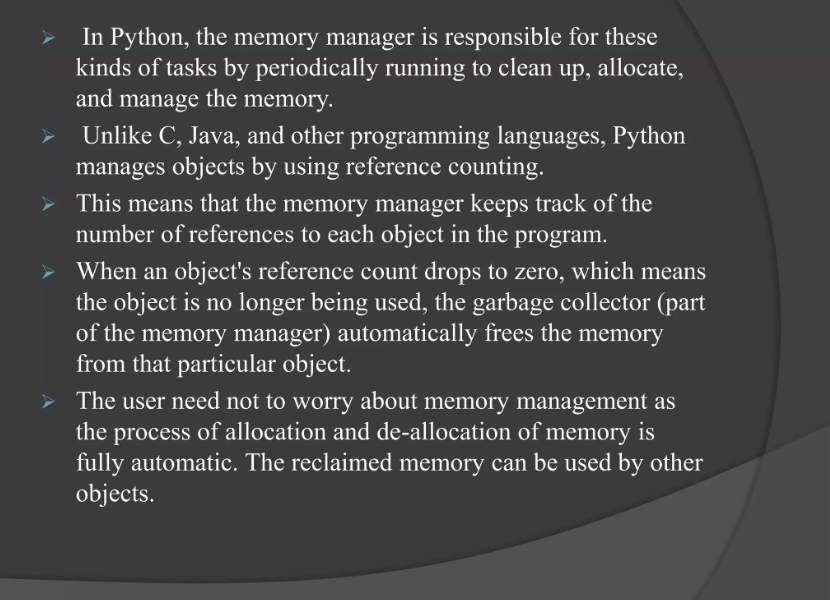 In Python, the memory manager is responsible for these
kinds of tasks by periodically running to clean up, allocate,
and manage the memory.
Unlike C, Java, and other programming languages, Python
manages objects by using reference counting.
This means that the memory manager keeps track of the
number of references to each object in the program.
When an object's reference count drops to zero, which means
the object is no longer being used, the garbage collector (part
of the memory manager) automatically frees the memory
from that particular object.
The user need not to worry about memory management as
the process of allocation and de-allocation of memory is
fully automatic. The reclaimed memory can be used by other
objects.